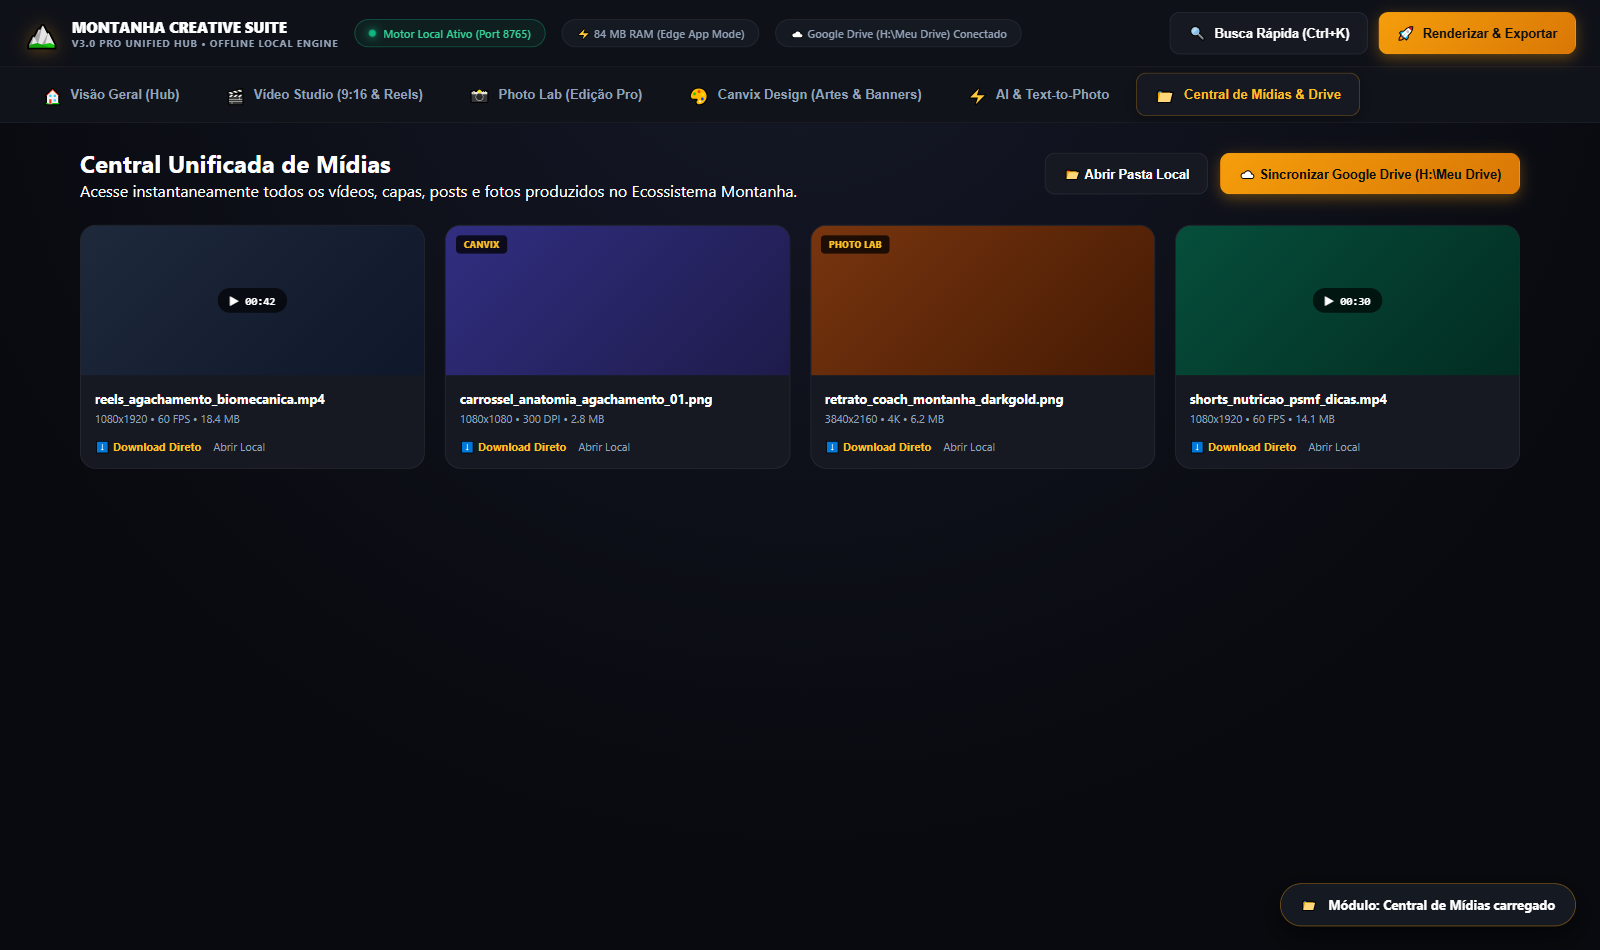 MONTANHA CREATIVE SUITE
V3.0 PRO UNIFIED HUB • OFFLINE LOCAL ENGINE
Motor Local Ativo (Port 8765)
84 MB RAM (Edge App Mode)
Google Drive (H:\Meu Drive) Conectado
Busca Rápida (Ctrl+K)
Renderizar & Exportar
Visão Geral (Hub)
Vídeo Studio (9:16 & Reels)
Photo Lab (Edição Pro)
Canvix Design (Artes & Banners)
AI & Text-to-Photo
Central de Mídias & Drive
Central Unificada de Mídias
Acesse instantaneamente todos os vídeos, capas, posts e fotos produzidos no Ecossistema Montanha.
Abrir Pasta Local
Sincronizar Google Drive (H:\Meu Drive)
00:42
reels_agachamento_biomecanica.mp4
1080x1920 • 60 FPS • 18.4 MB
Download Direto Abrir Local
CANVIX
carrossel_anatomia_agachamento_01.png
1080x1080 • 300 DPI • 2.8 MB
Download Direto Abrir Local
PHOTO LAB
retrato_coach_montanha_darkgold.png
3840x2160 • 4K • 6.2 MB
Download Direto Abrir Local
00:30
shorts_nutricao_psmf_dicas.mp4
1080x1920 • 60 FPS • 14.1 MB
Download Direto Abrir Local
Módulo: Central de Mídias carregado